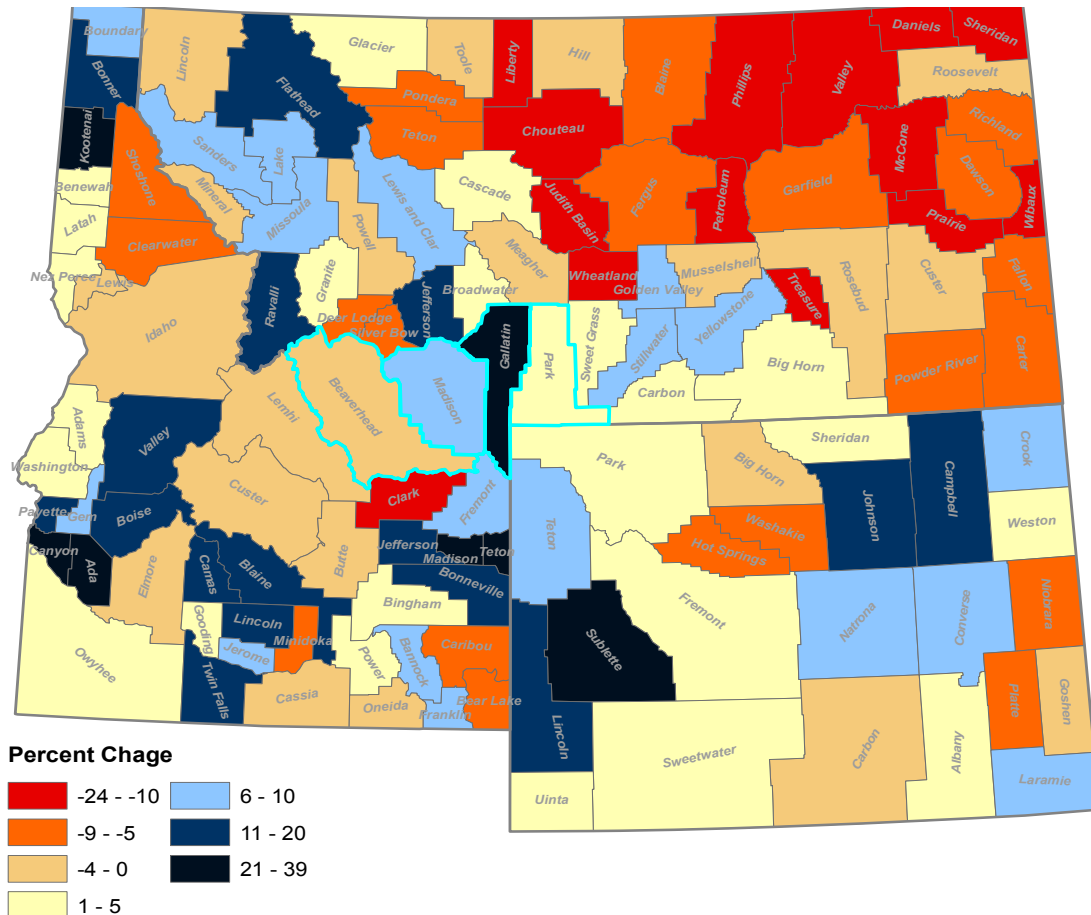 Boundary
Lincoln
Glacier
Toole
Liberty
Hill
Blaine
Phillips
Valley
Daniels
Sheridan
Roosevelt
Bonner
Flathead
Pondera
Teton
Chouteau
McCone
Richland
Dawson
Wibaux
Kootenai
Shoshone
Sanders
Lake
Mineral
Missoula
Lewis and Clar
Cascade
Judith Basin
Fergus
Petroleum
Garfield
Prairie
Benewah
Latah
Clearwater
Nez Perce
Lewis
Idaho
Powell
Meagher
Wheatland
Golden Valley
Musselshell
Treasure
Rosebud
Custer
Fallon
Ravalli
Granite
Deer Lodge
Silver Bow
Jefferson
Broadwater
Gallatin
Park
Sweet Grass
Stillwater
Yellowstone
Big Horn
Carbon
Powder River
Carter
Beaverhead
Madison
Lemhi
Adams
Washington
Valley
Payette
Gem
Boise
Custer
Clark
Fremont
Park
Sheridan
Big Horn
Johnson
Campbell
Crook
Weston
Canyon
Ada
Elmore
Camas
Blaine
Butte
Jefferson
Madison
Teton
Bonneville
Bingham
Teton
Washakie
Hot Springs
Fremont
Natrona
Converse
Niobrara
Owyhee
Gooding
Lincoln
Jerome
Minidoka
Twin Falls
Cassia
Power
Bannock
Caribou
Oneida
Franklin
Bear Lake
Sublette
Lincoln
Uinta
Sweetwater
Carbon
Albany
Platte
Goshen
Laramie
Percent Chage
-24 - -10
-9 - -5
-4 - 0
1 - 5
6 - 10
11 - 20
21 - 39